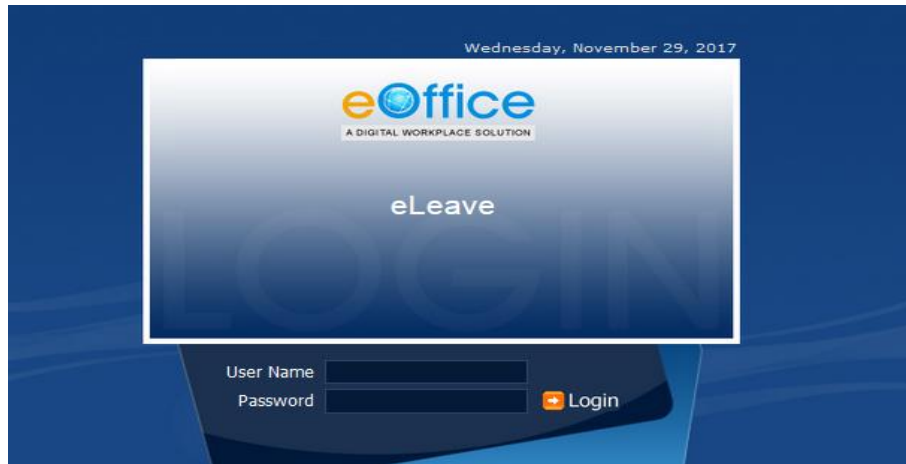 Wednesday, November 29, 2017
eOffice
A DIGITAL WORKPLACE SOLUTION
eLeave
LOGIN
User Name
Password
Login